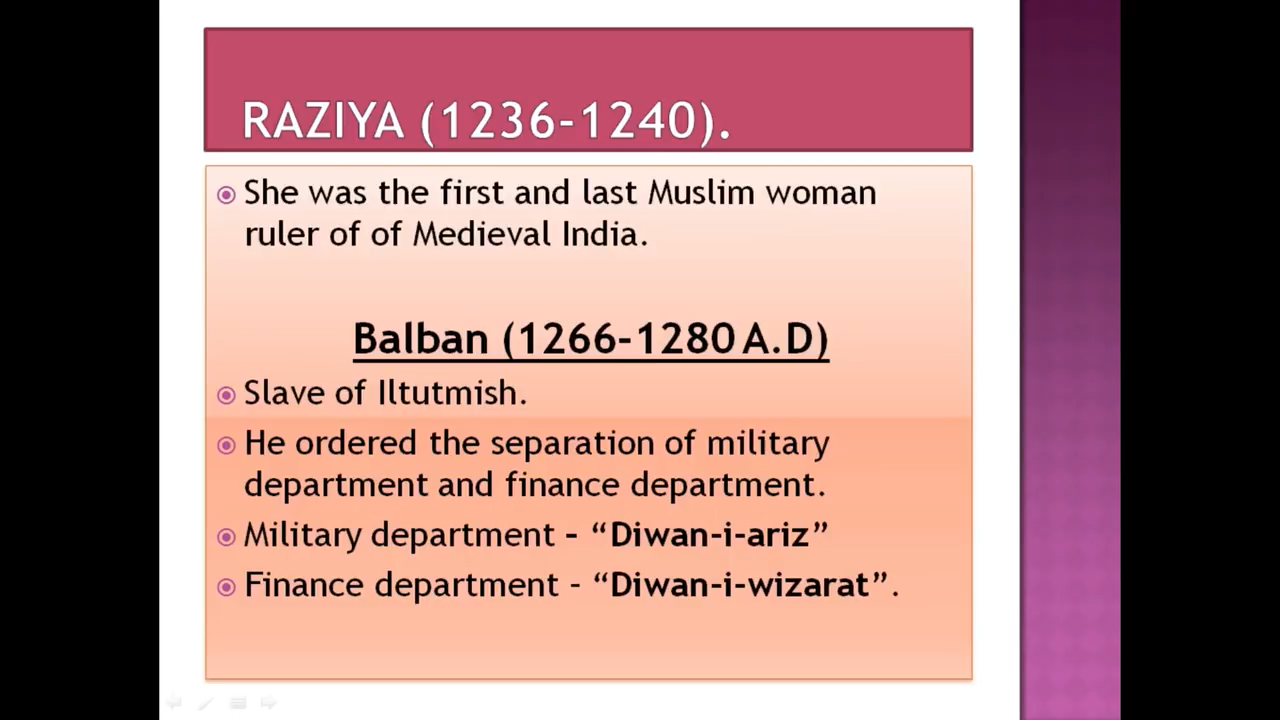 RAZIYA (1236-1240).
She was the first and last Muslim woman
ruler of of Medieval India.
Balban (1266-1280 A.D)
Slave of Iltutmish.
He ordered the separation of military
department and finance department.
Military department – “Diwan-i-ariz”
Finance department – “Diwan-i-wizarat”.